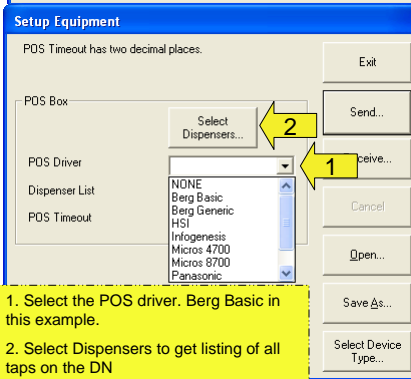 Setup Equipment
POS Timeout has two decimal places.
Exit
POS Box
Select
Dispensers...
2
Send...
POS Driver
1
ceive...
NONE
Berg Basic
Berg Generic
HSI
Infogenesis
Micros 4700
Micros 8700
Panasonic
Dispenser List
POS Timeout
Cancel
Open...
1. Select the POS driver. Berg Basic in
this example.
2. Select Dispensers to get listing of all
taps on the DN
Save As...
Select Device
Type...